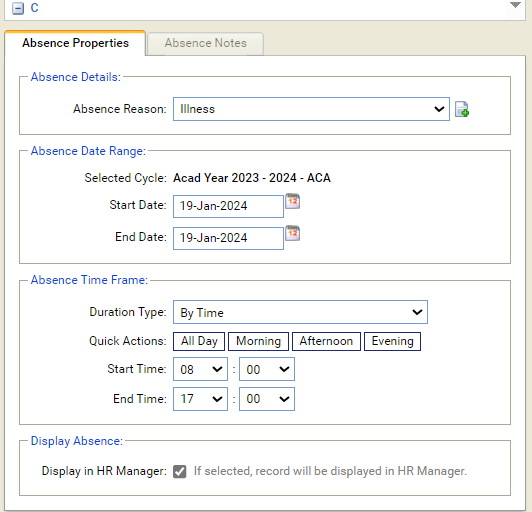 C
Absence Properties Absence Notes
Absence Details:
Absence Reason: Illness
Absence Date Range:
Selected Cycle: Acad Year 2023 - 2024 - ACA
Start Date: 19-Jan-2024 12
End Date: 19-Jan-2024 12
Absence Time Frame:
Duration Type: By Time
Quick Actions: All Day Morning Afternoon Evening
Start Time: 08 : 00
End Time: 17 : 00
Display Absence:
Display in HR Manager: If selected, record will be displayed in HR Manager.